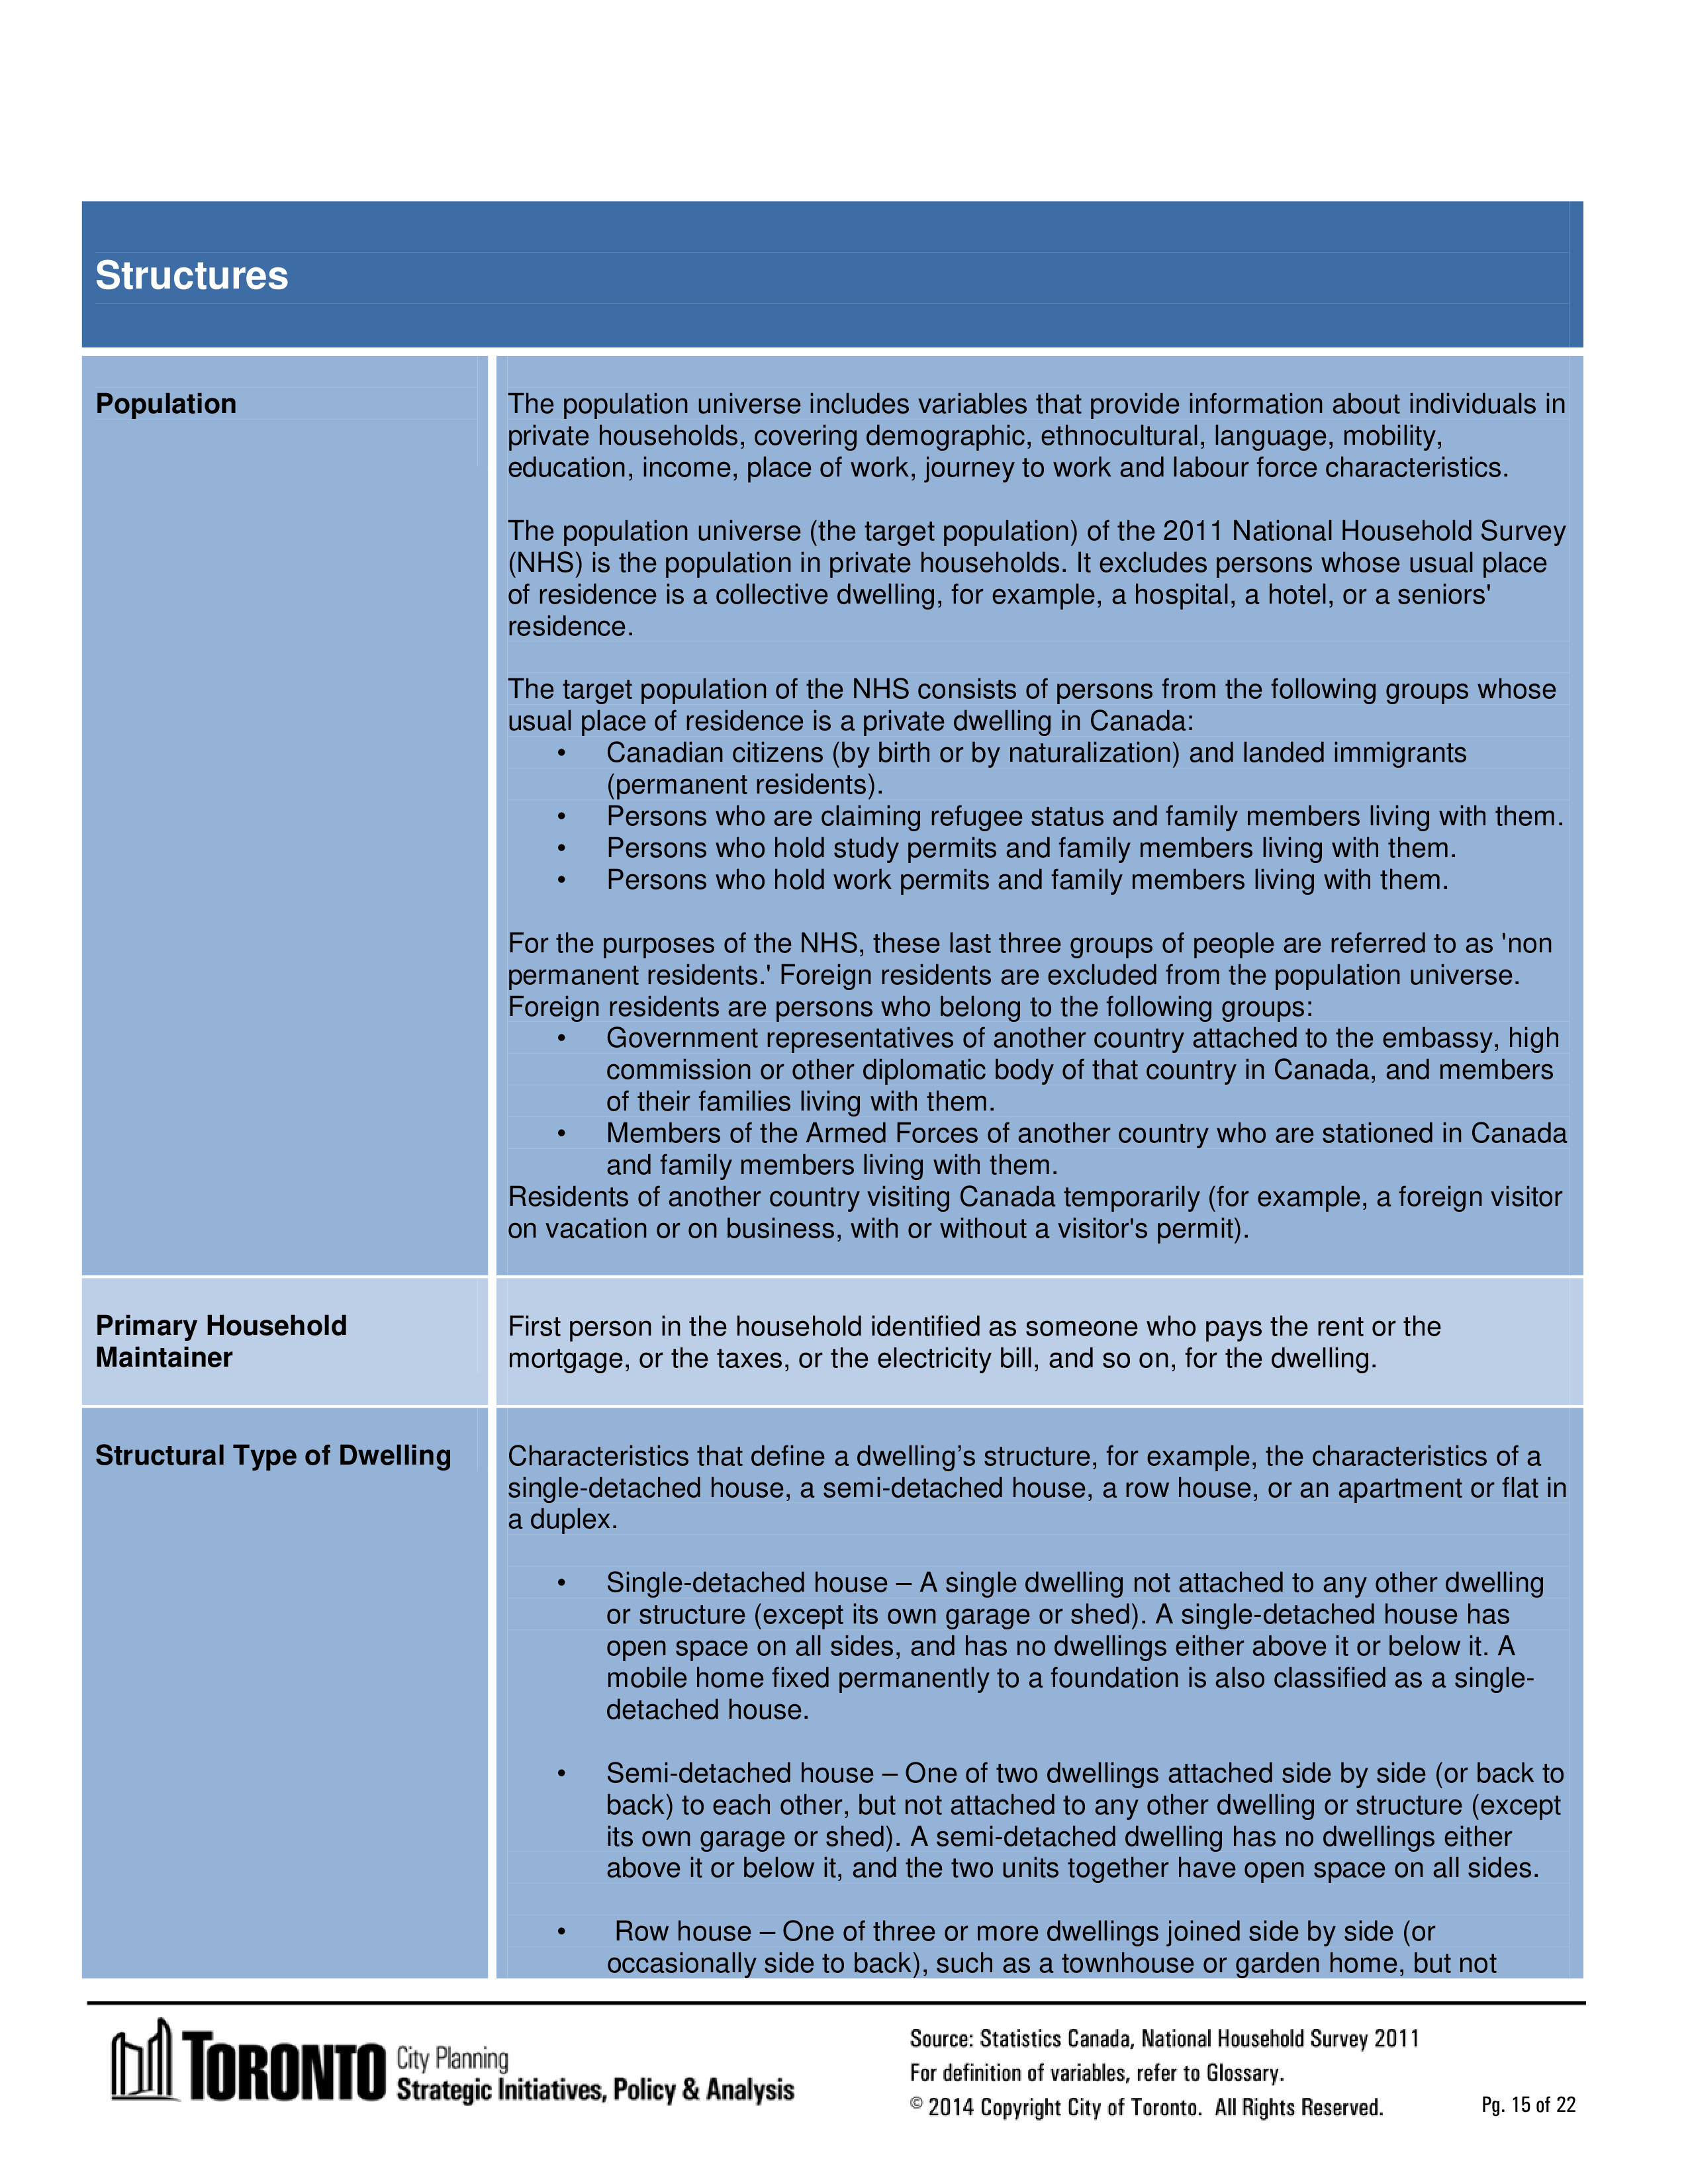 Structures
Population
The population universe includes variables that provide information about individuals in
private households, covering demographic, ethnocultural, language, mobility,
education, income, place of work, journey to work and labour force characteristics.
The population universe (the target population) of the 2011 National Household Survey
(NHS) is the population in private households. It excludes persons whose usual place
of residence is a collective dwelling, for example, a hospital, a hotel, or a seniors'
residence.
The target population of the NHS consists of persons from the following groups whose
usual place of residence is a private dwelling in Canada:
• Canadian citizens (by birth or by naturalization) and landed immigrants
(permanent residents).
• Persons who are claiming refugee status and family members living with them.
• Persons who hold study permits and family members living with them.
• Persons who hold work permits and family members living with them.
For the purposes of the NHS, these last three groups of people are referred to as 'non
permanent residents.' Foreign residents are excluded from the population universe.
Foreign residents are persons who belong to the following groups:
• Government representatives of another country attached to the embassy, high
commission or other diplomatic body of that country in Canada, and members
of their families living with them.
• Members of the Armed Forces of another country who are stationed in Canada
and family members living with them.
Residents of another country visiting Canada temporarily (for example, a foreign visitor
on vacation or on business, with or without a visitor's permit).
Primary Household
Maintainer
First person in the household identified as someone who pays the rent or the
mortgage, or the taxes, or the electricity bill, and so on, for the dwelling.
Structural Type of Dwelling
Characteristics that define a dwelling’s structure, for example, the characteristics of a
single-detached house, a semi-detached house, a row house, or an apartment or flat in
a duplex.
• Single-detached house – A single dwelling not attached to any other dwelling
or structure (except its own garage or shed). A single-detached house has
open space on all sides, and has no dwellings either above it or below it. A
mobile home fixed permanently to a foundation is also classified as a single-
detached house.
• Semi-detached house – One of two dwellings attached side by side (or back to
back) to each other, but not attached to any other dwelling or structure (except
its own garage or shed). A semi-detached dwelling has no dwellings either
above it or below it, and the two units together have open space on all sides.
• Row house – One of three or more dwellings joined side by side (or
occasionally side to back), such as a townhouse or garden home, but not
TORONTO City Planning
Strategic Initiatives, Policy & Analysis
Source: Statistics Canada, National Household Survey 2011
For definition of variables, refer to Glossary.
© 2014 Copyright City of Toronto. All Rights Reserved.
Pg. 15 of 22